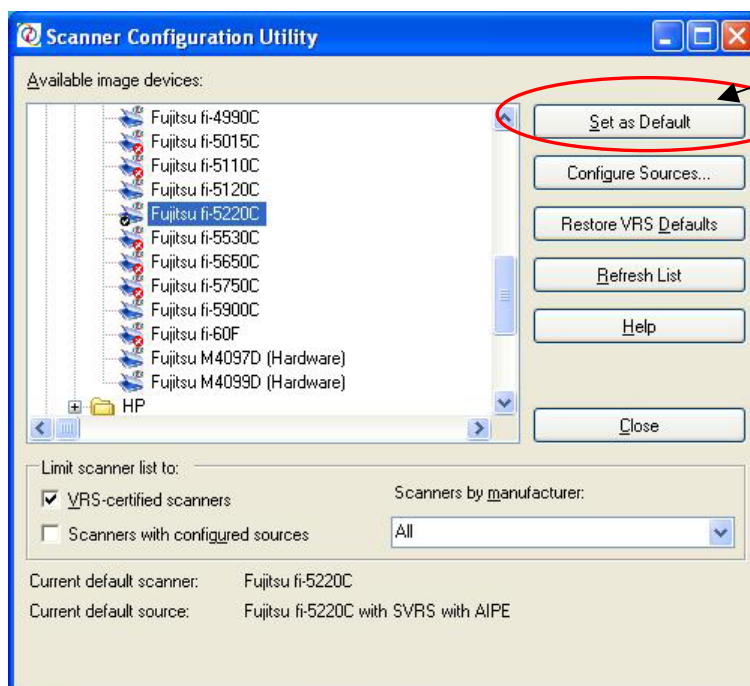 Scanner Configuration Utility
Available image devices:
Fujitsu fi-4990C
Fujitsu fi-5015C
Fujitsu fi-5110C
Fujitsu fi-5120C
Fujitsu fi-5220C
Fujitsu fi-5530C
Fujitsu fi-5650C
Fujitsu fi-5750C
Fujitsu fi-5900C
Fujitsu fi-60F
Fujitsu M4097D (Hardware)
Fujitsu M4099D (Hardware)
HP
Set as Default
Configure Sources...
Restore VRS Defaults
Refresh List
Help
Close
Limit scanner list to:
VRS-certified scanners
Scanners with configured sources
Scanners by manufacturer:
All
Current default scanner: Fujitsu fi-5220C
Current default source: Fujitsu fi-5220C with SVRS with AIPE